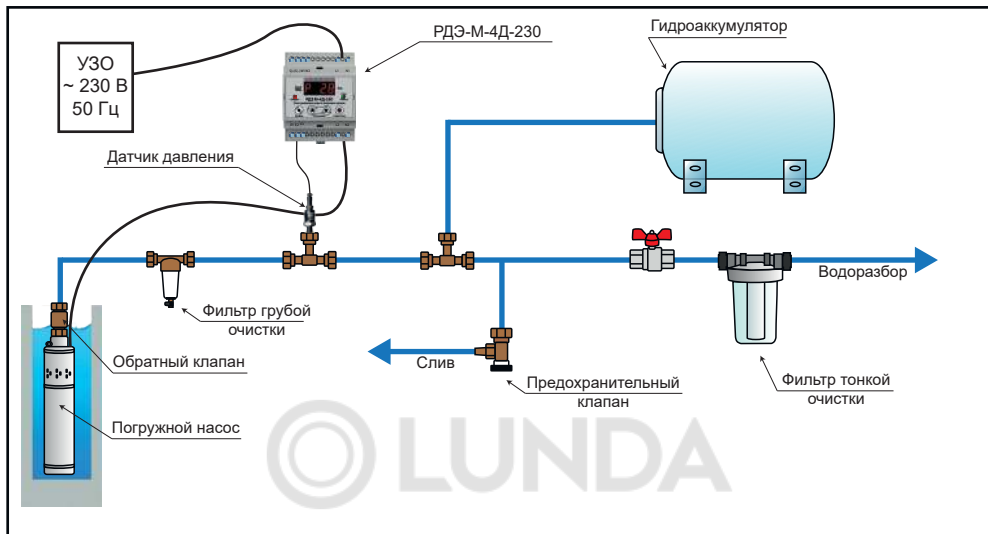 УЗО
~ 230 В
50 Гц
РДЭ-М-4Д-230
Гидроаккумулятор
Датчик давления
Водоразбор
Фильтр грубой
очистки
Обратный клапан
Слив
Предохранительный
клапан
Фильтр тонкой
очистки
Погружной насос
LUNDA